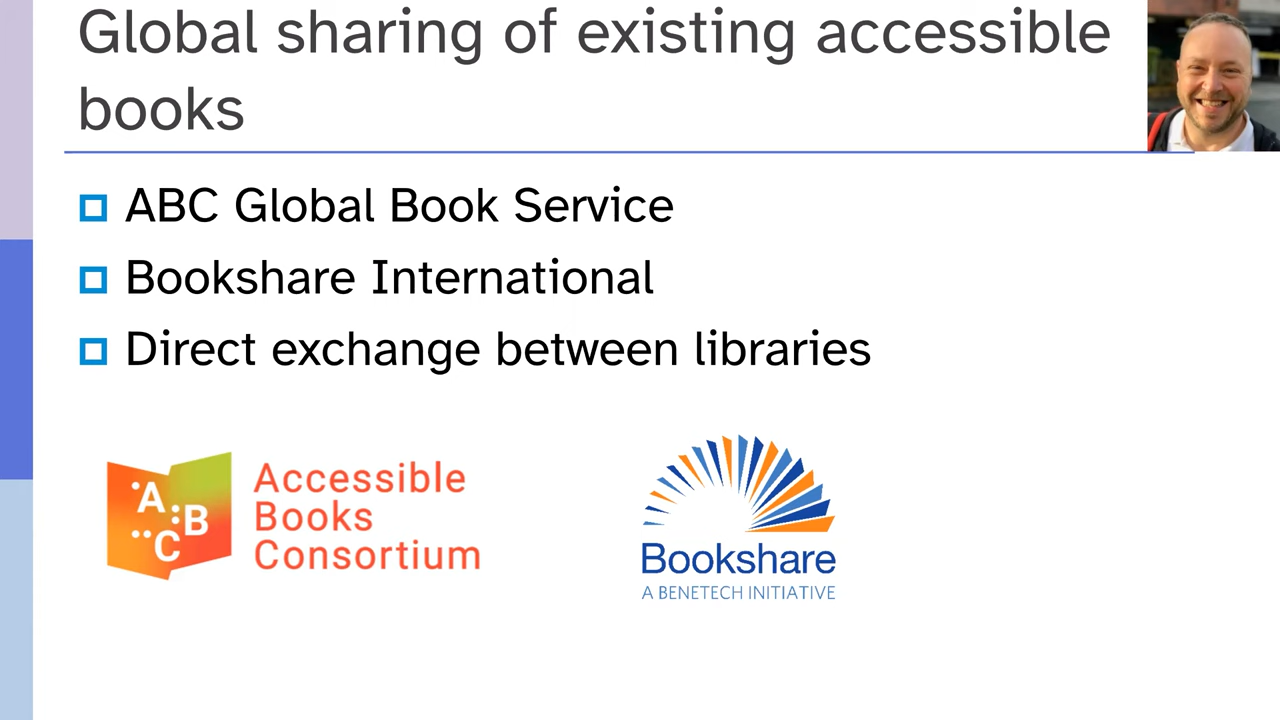 Global sharing of existing accessible
books
ABC Global Book Service
Bookshare International
Direct exchange between libraries
A
B
C
Accessible
Books
Consortium
Bookshare
A BENETECH INITIATIVE